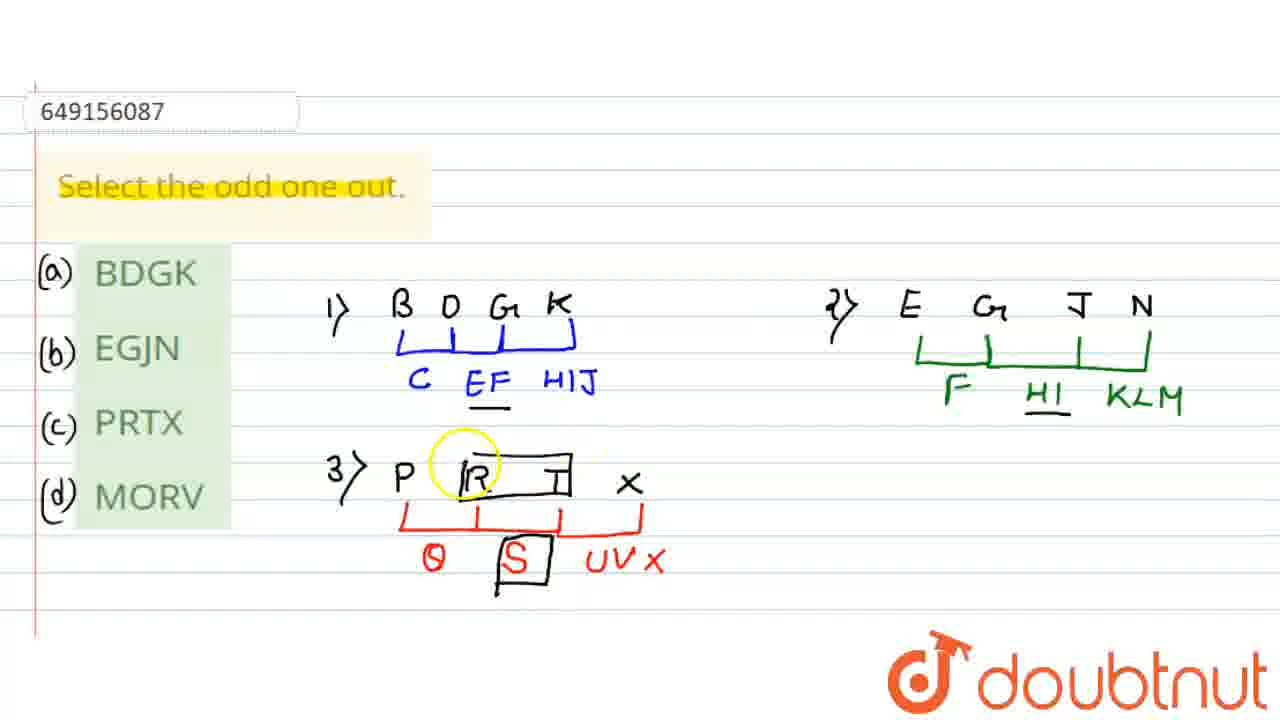 649156087
Select the odd one out.
(a) BDGK
(b) EGJN
(c) PRTX
(d) MORV
1) B D G K
C EF HIJ
2) E G J N
F HI KLM
3) P R T X
Q S UVX
doubtnut